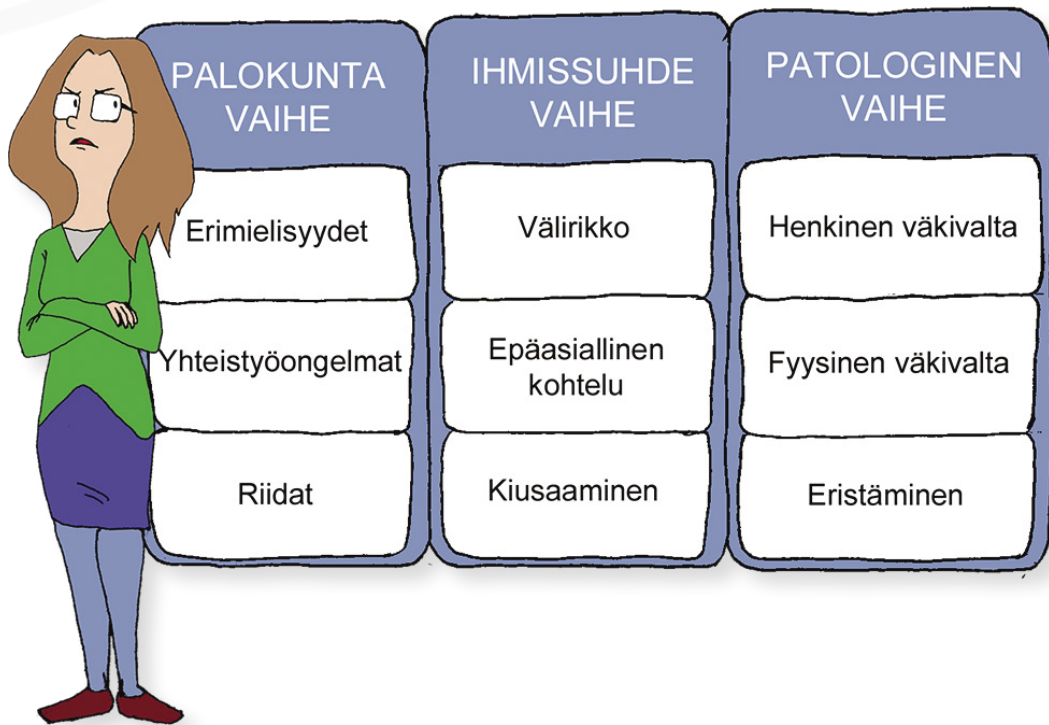 PALOKUNTA
VAIHE
Erimielisyydet
Yhteistyöongelmat
Riidat
IHMISSUHDE
VAIHE
Välirikko
Epäasiallinen
kohtelu
Kiusaaminen
PATOLOGINEN
VAIHE
Henkinen väkivalta
Fyysinen väkivalta
Eristäminen